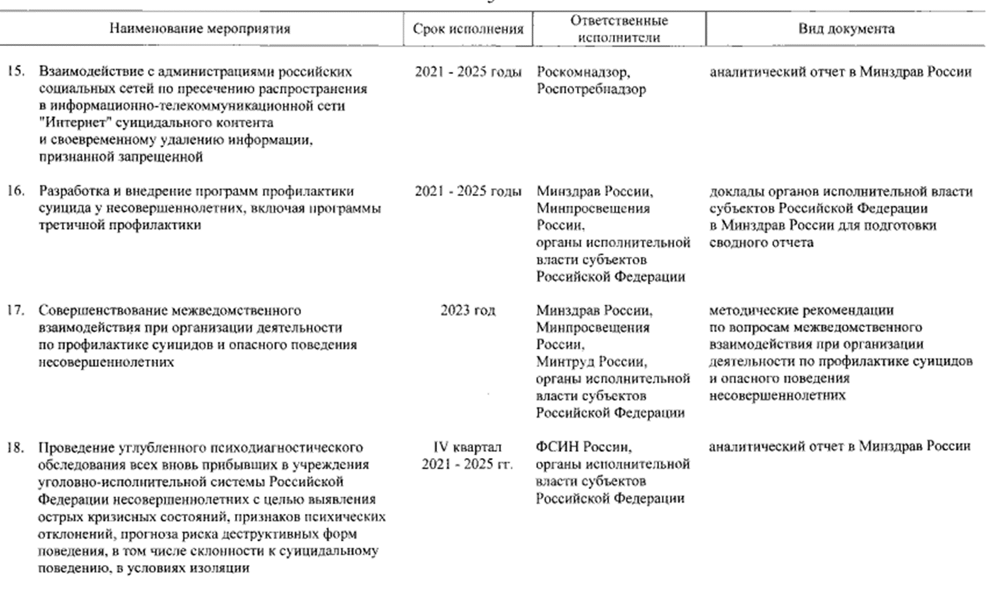 Наименование мероприятия
Срок исполнения
Ответственные
исполнители
Вид документа
15. Взаимодействие с администрациями российских
социальных сетей по пресечению распространения
в информационно-телекоммуникационной сети
"Интернет" суицидального контента
и своевременному удалению информации,
признанной запрещенной
2021 - 2025 годы
Роскомнадзор,
Роспотребнадзор
аналитический отчет в Минздрав России
16. Разработка и внедрение программ профилактики
суицида у несовершеннолетних, включая программы
третичной профилактики
2021 - 2025 годы
Минздрав России,
Минпросвещения
России,
органы исполнительной
власти субъектов
Российской Федерации
доклады органов исполнительной власти
субъектов Российской Федерации
в Минздрав России для подготовки
сводного отчета
17. Совершенствование межведомственного
взаимодействия при организации деятельности
по профилактике суицидов и опасного поведения
несовершеннолетних
2023 год
Минздрав России,
Минпросвещения
России,
Минтруд России,
органы исполнительной
власти субъектов
Российской Федерации
методические рекомендации
по вопросам межведомственного
взаимодействия при организации
деятельности по профилактике суицидов
и опасного поведения
несовершеннолетних
18. Проведение углубленного психодиагностического
обследования всех вновь прибывших в учреждения
уголовно-исполнительной системы Российской
Федерации несовершеннолетних с целью выявления
острых кризисных состояний, признаков психических
отклонений, прогноза риска деструктивных форм
поведения, в том числе склонности к суицидальному
поведению, в условиях изоляции
IV квартал
2021 - 2025 гг.
ФСИН России,
органы исполнительной
власти субъектов
Российской Федерации
аналитический отчет в Минздрав России